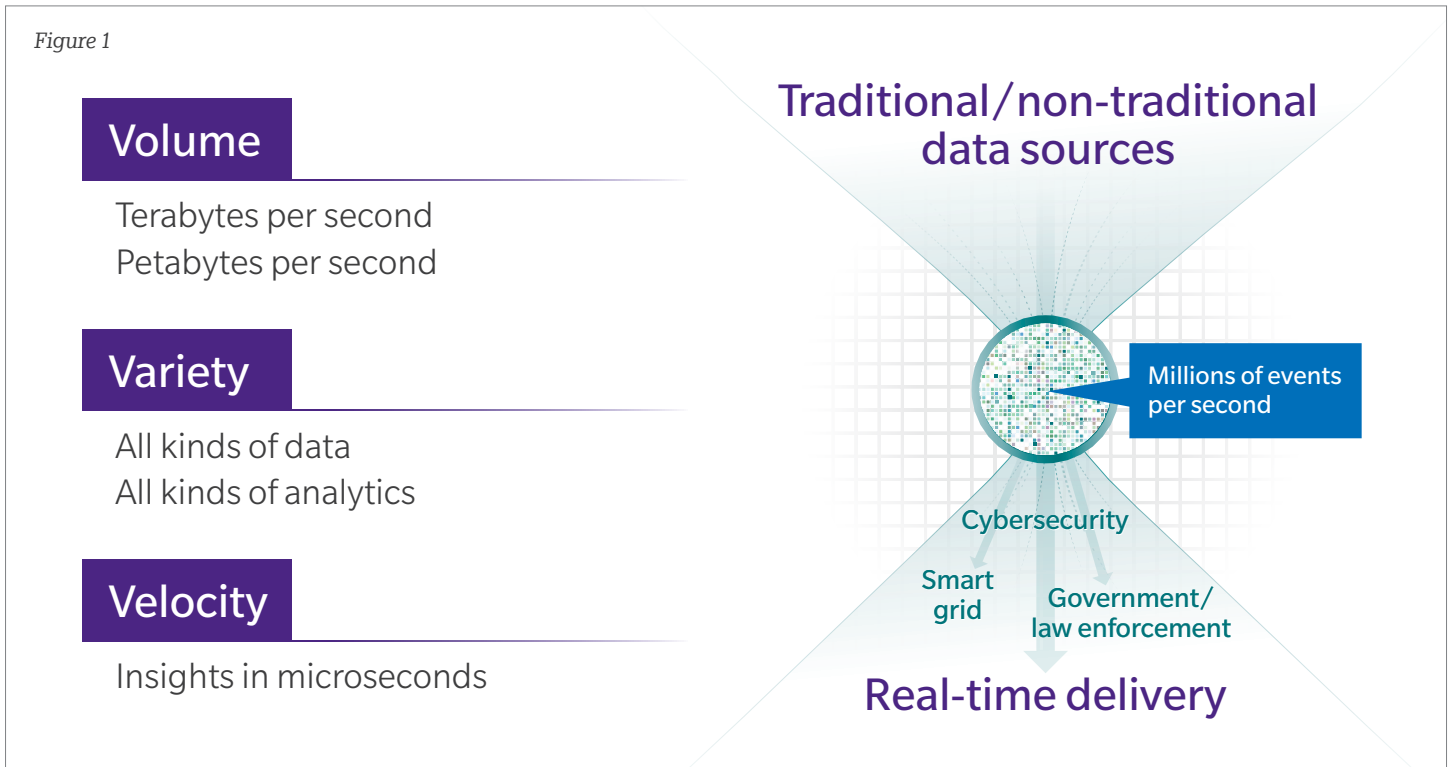 Figure 1
Volume
Terabytes per second
Petabytes per second
Variety
All kinds of data
All kinds of analytics
Velocity
Insights in microseconds
Traditional/non-traditional
data sources
Millions of events
per second
Cybersecurity
Smart
grid
Government/
law enforcement
Real-time delivery